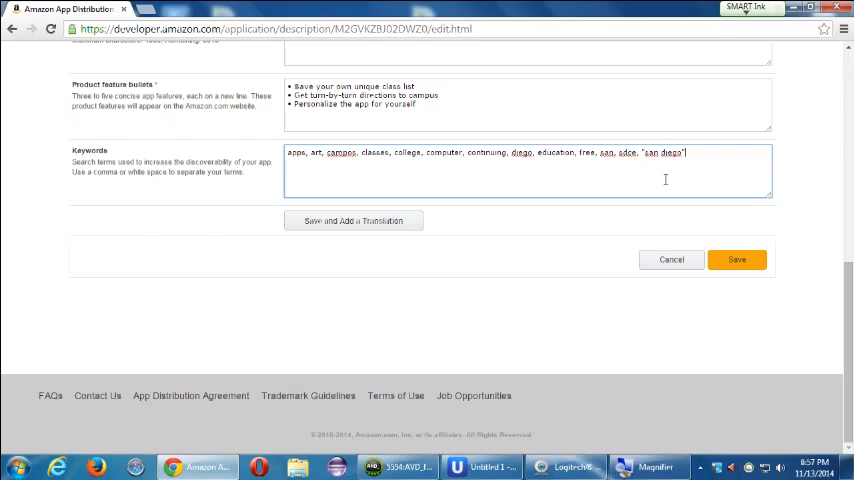 Amazon App Distribution
SMART Ink
https://developer.amazon.com/application/description/M2GVKZBJ02DWZ0/edit.html
Product feature bullets *
Three to five concise app features, each on a new line. These
product features will appear on the Amazon.com website.
• Save your own unique class list
• Get turn-by-turn directions to campus
• Personalize the app for yourself
Keywords
Search terms used to increase the discoverability of your app.
Use a comma or white space to separate your terms.
apps, art, campos, classes, college, computer, continuing, diego, education, free, san, sdce, "san diego"
Save and Add a Translation
Cancel
Save
FAQs Contact Us App Distribution Agreement Trademark Guidelines Terms of Use Job Opportunities
© 2010-2014, Amazon.com, Inc. or its affiliates. All Rights Reserved.
Amazon A...
5554:AVD_f...
Untitled 1 - ...
Logitech® ...
Magnifier
8:57 PM
11/13/2014